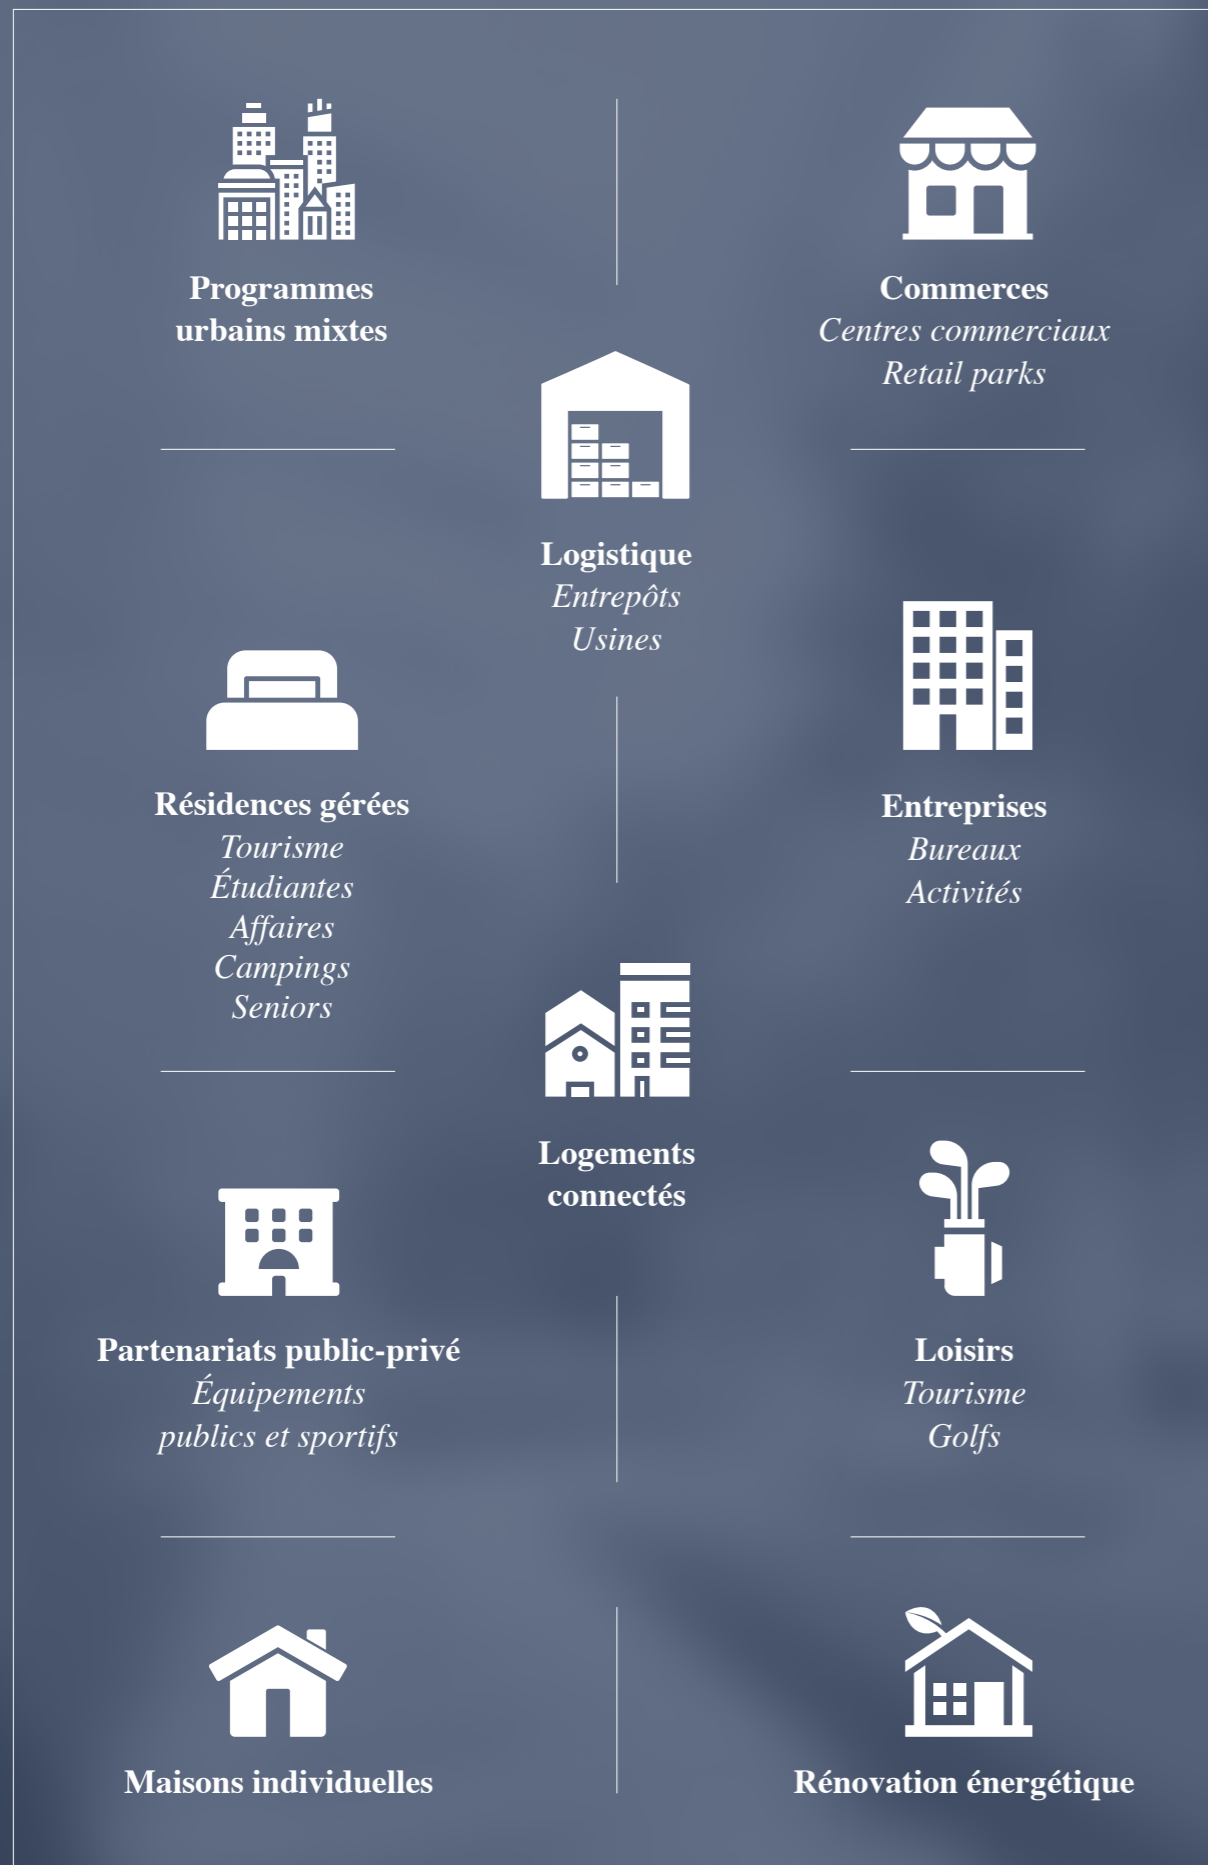 Programmes
urbains mixtes
Commerces
Centres commerciaux
Retail parks
Logistique
Entrepôts
Usines
Résidences gérées
Tourisme
Étudiantes
Affaires
Campings
Seniors
Entreprises
Bureaux
Activités
Logements
connectés
Partenariats public-privé
Équipements
publics et sportifs
Loisirs
Tourisme
Golfs
Maisons individuelles
Rénovation énergétique